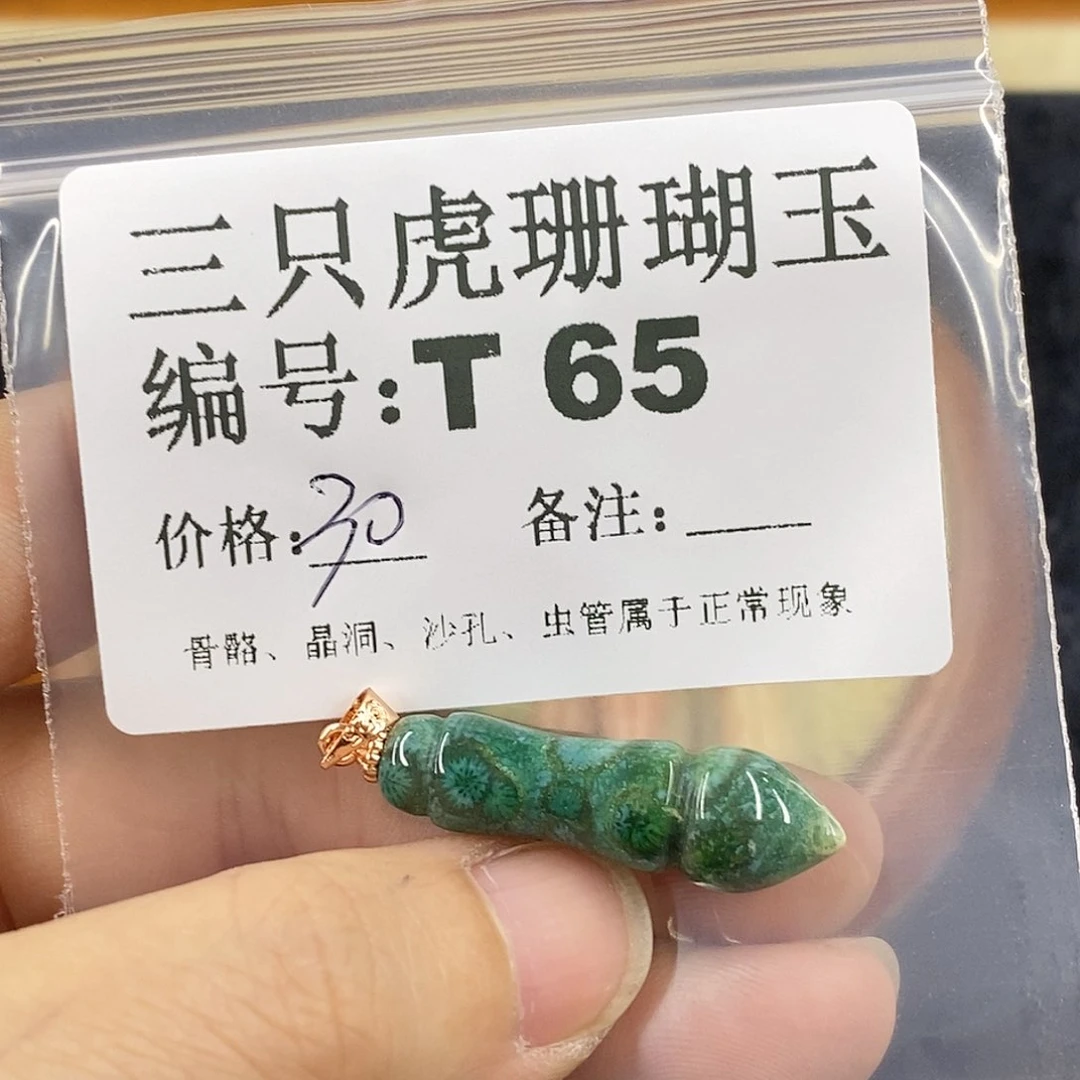 三只虎珊瑚玉
编号:T 65
价格:30 备注:____
骨骼、晶洞、沙孔、虫管属于正常现象